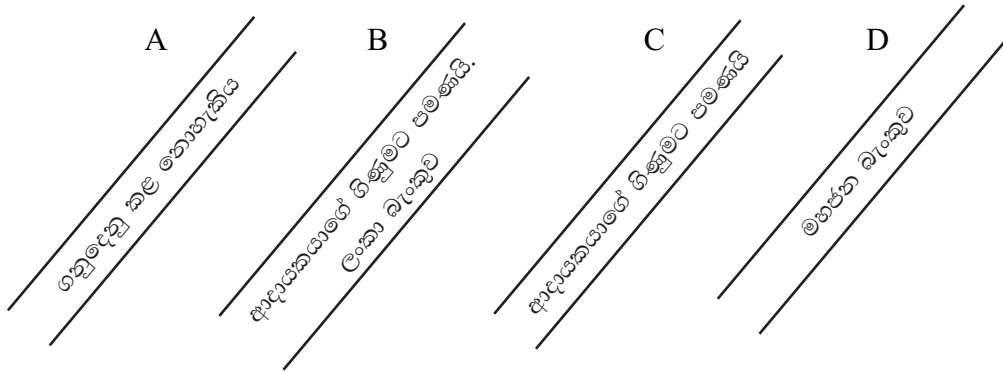 A
ගනුදෙනු කළ නොහැකිය
B
ආදායකයාගේ ගිණුමට පමණයි.
ලංකා බැංකුව
C
ආදායකයාගේ ගිණුමට පමණයි
D
මහජන බැංකුව